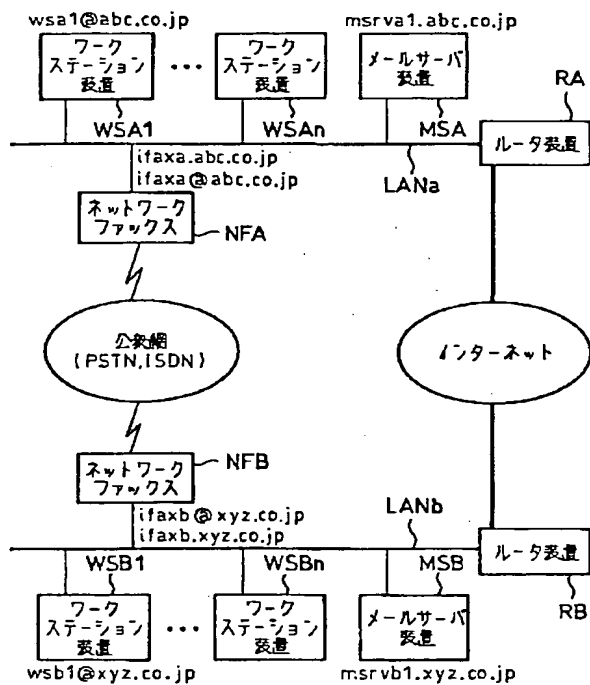 wsa1@abc.co.jp
msrva1.abc.co.jp
ワーク
ステーション
装置
•••
ワーク
ステーション
装置
メールサーバ
装置
RA
WSA1
WSAn
MSA
ルータ装置
ifaxa.abc.co.jp
ifaxa@abc.co.jp
LANa
ネットワーク
ファックス
NFA
公衆網
(PSTN,ISDN)
インターネット
ネットワーク
ファックス
NFB
ifaxb@xyz.co.jp
ifaxb.xyz.co.jp
LANb
WSB1
WSBn
MSB
ルータ装置
ワーク
ステーション
装置
•••
ワーク
ステーション
装置
メールサーバ
装置
RB
wsb1@xyz.co.jp
msrvb1.xyz.co.jp